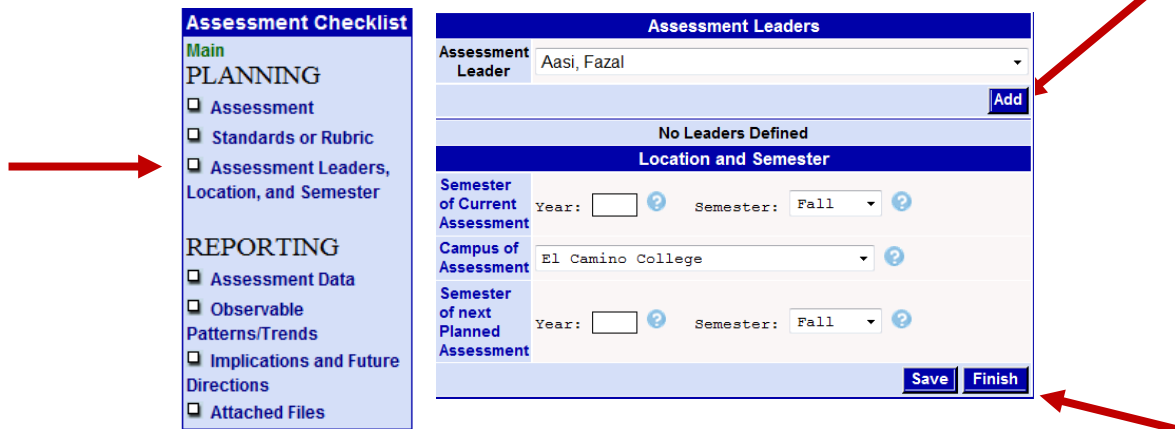 Assessment Checklist
Main
PLANNING
Assessment
Standards or Rubric
Assessment Leaders,
Location, and Semester
REPORTING
Assessment Data
Observable
Patterns/Trends
Implications and Future
Directions
Attached Files
Assessment Leaders
Assessment
Leader
Aasi, Fazal
Add
No Leaders Defined
Location and Semester
Semester
of Current
Assessment
Year: ? Semester: Fall ?
Campus of
Assessment
El Camino College ?
Semester
of next
Planned
Assessment
Year: ? Semester: Fall ?
Save Finish